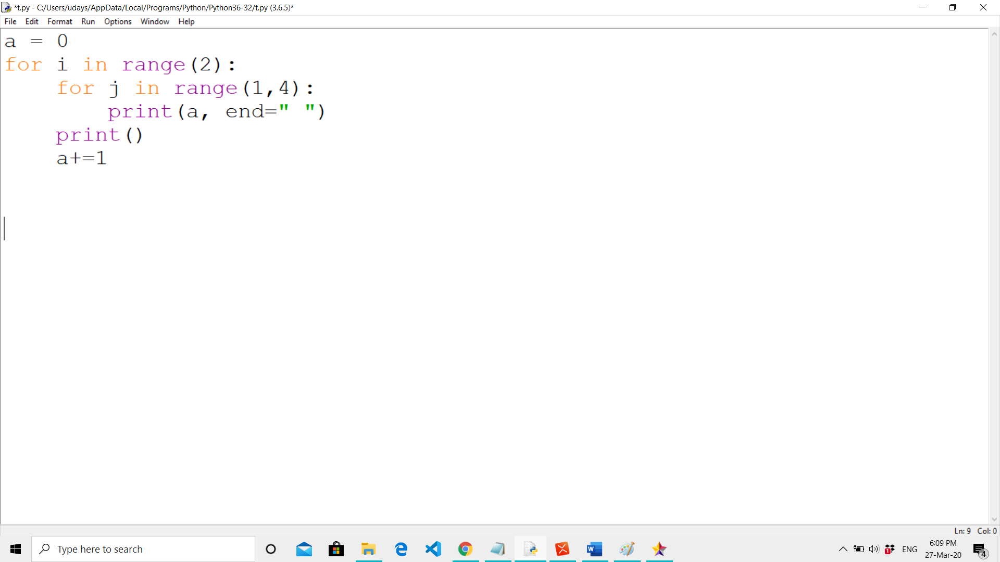 *t.py - C:/Users/udays/AppData/Local/Programs/Python/Python36-32/t.py (3.6.5)*
File Edit Format Run Options Window Help
a = 0
for i in range(2):
    for j in range(1,4):
        print(a, end=" ")
    print()
    a+=1
Ln: 9 Col: 0
Type here to search
W
1
ENG
6:09 PM
27-Mar-20
4